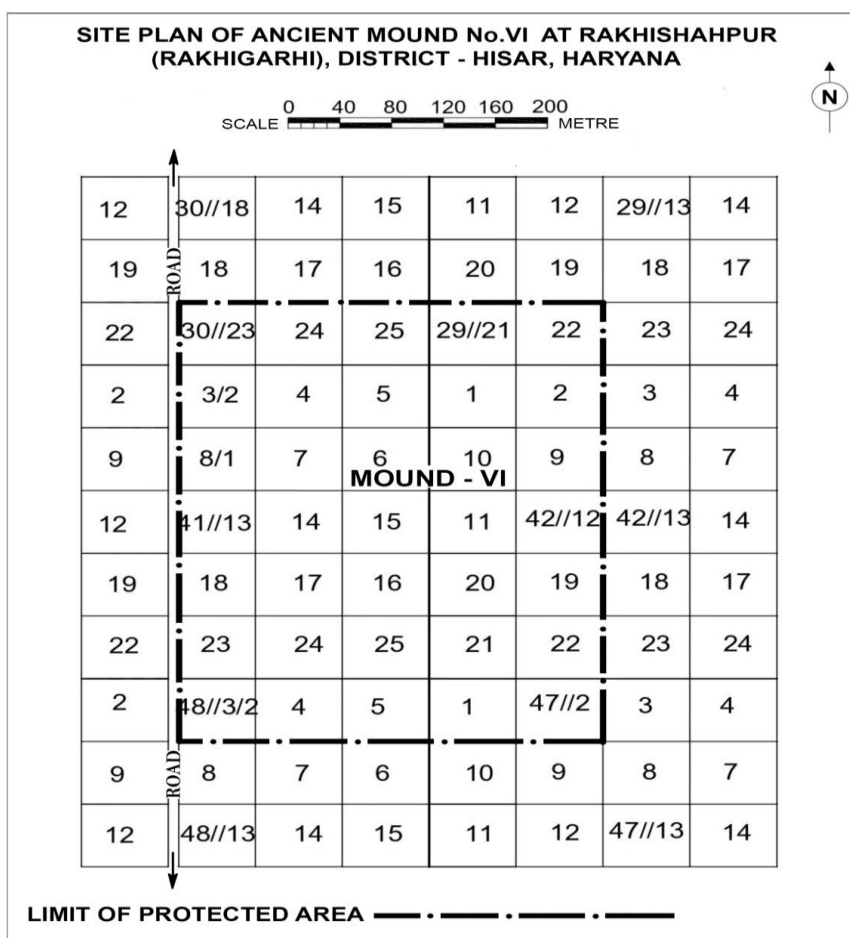 SITE PLAN OF ANCIENT MOUND No.VI AT RAKHISHAHPUR
(RAKHIGARHI), DISTRICT - HISAR, HARYANA
N
0 40 80 120 160 200
SCALE METRE
12 30//18 14 15 11 12 29//13 14
19 ROAD 18 17 16 20 19 18 17
22 30//23 24 25 29//21 22 23 24
2 3/2 4 5 1 2 3 4
9 8/1 7 6 10 9 8 7
MOUND - VI
12 41//13 14 15 11 42//12 42//13 14
19 18 17 16 20 19 18 17
22 23 24 25 21 22 23 24
2 48//3/2 4 5 1 47//2 3 4
9 ROAD 8 7 6 10 9 8 7
12 48//13 14 15 11 12 47//13 14
LIMIT OF PROTECTED AREA